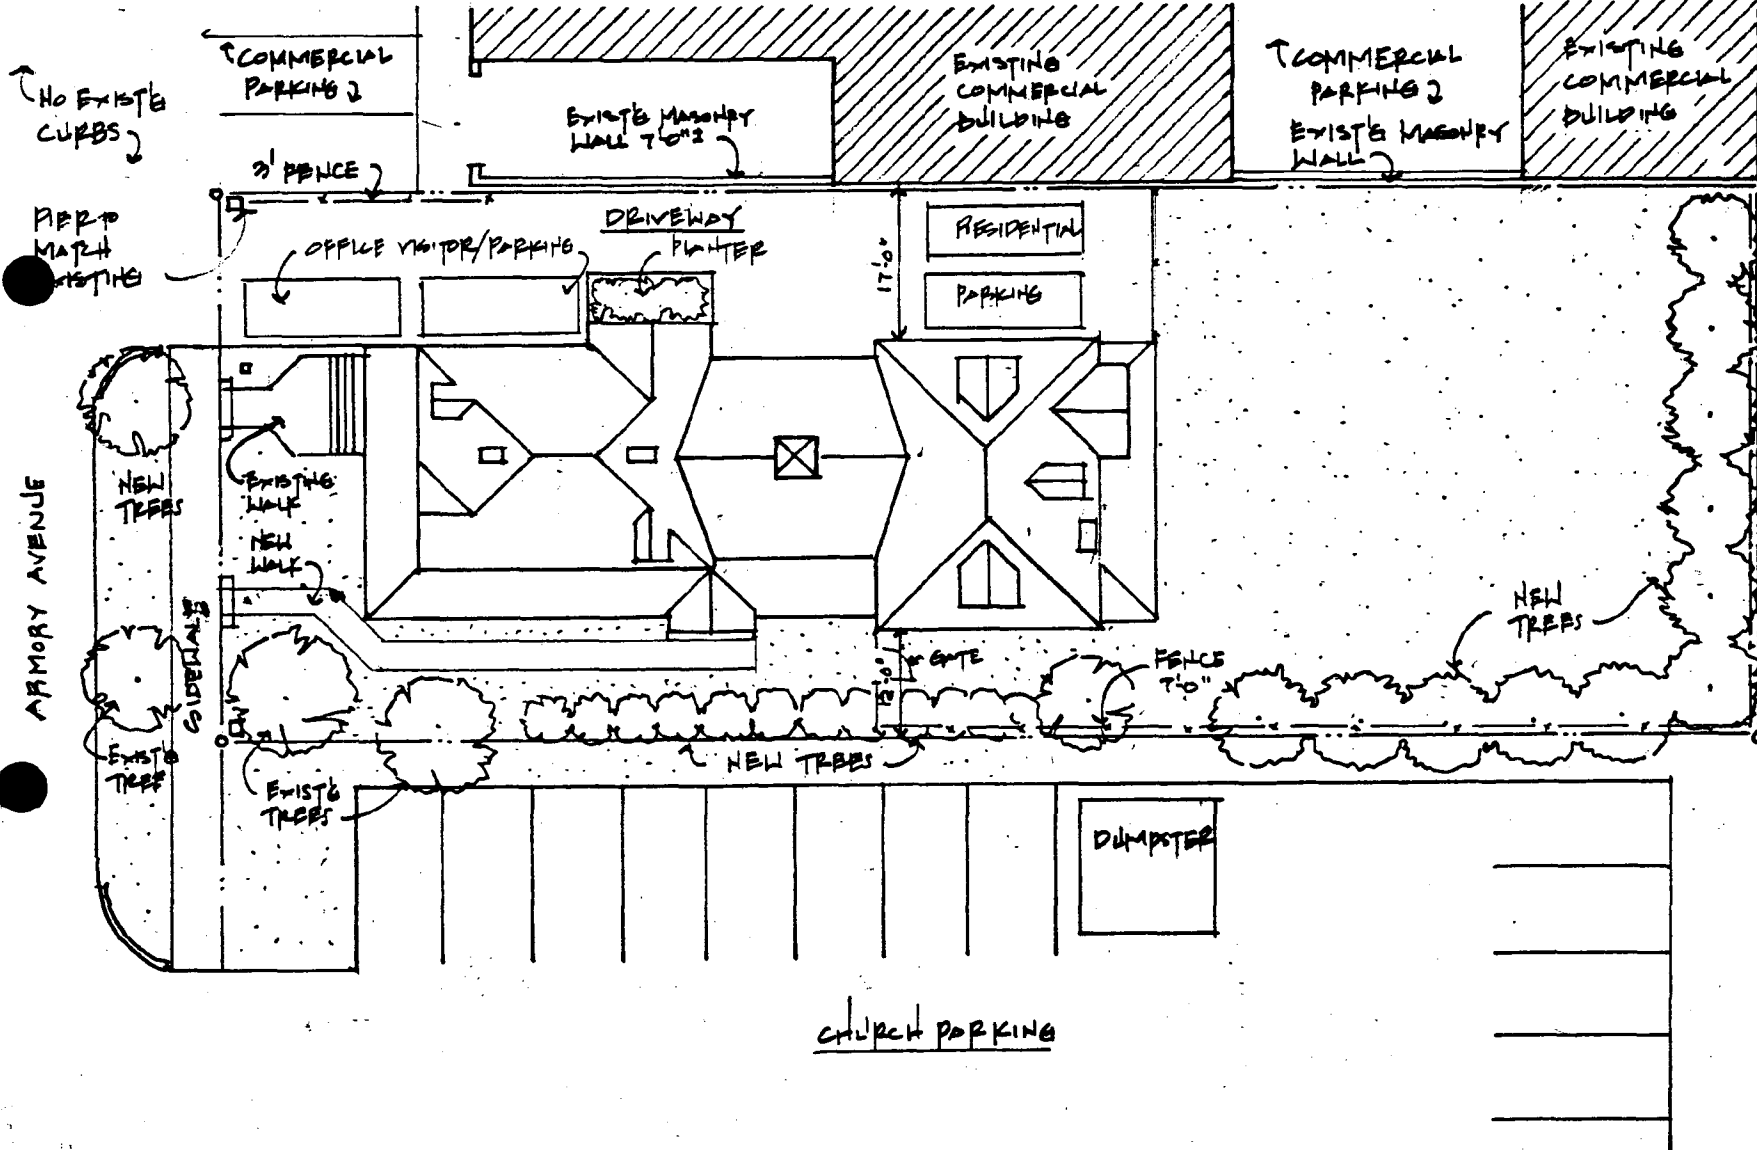 ↑COMMERCIAL
PARKING
NO EXIST'G
CURBS
EXIST'G MASONRY
WALL 7'0"±
EXISTING
COMMERCIAL
BUILDING
↑COMMERCIAL
PARKING
EXIST'G MASONRY
WALL
EXISTING
COMMERCIAL
BUILDING
3' FENCE
PIER TO
MATCH
EXISTING
DRIVEWAY
OFFICE VISITOR/PARKING
PLANTER
17'-0"
RESIDENTIAL
PARKING
NEW
TREES
EXISTING
WALK
NEW
WALK
ARMORY AVENUE
SIDEWALK
GATE
12'-0"
FENCE
7'0"
NEW
TREES
NEW TREES
EXIST'G
TREE
EXIST'G
TREES
DUMPSTER
CHURCH PARKING